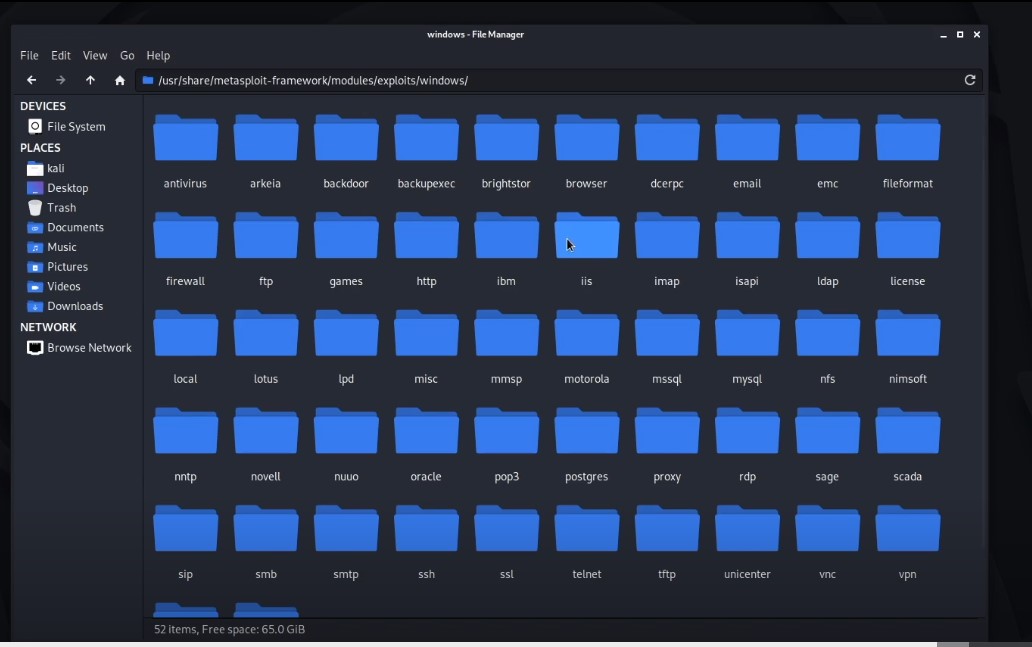 windows - File Manager
File Edit View Go Help
/usr/share/metasploit-framework/modules/exploits/windows/
DEVICES
File System
PLACES
kali
Desktop
Trash
Documents
Music
Pictures
Videos
Downloads
NETWORK
Browse Network
antivirus arkeia backdoor backupexec brightstor browser dcerpc email emc fileformat
firewall ftp games http ibm iis imap isapi ldap license
local lotus lpd misc mmsp motorola mssql mysql nfs nimsoft
nntp novell nuuo oracle pop3 postgres proxy rdp sage scada
sip smb smtp ssh ssl telnet tftp unicenter vnc vpn
52 items, Free space: 65.0 GiB